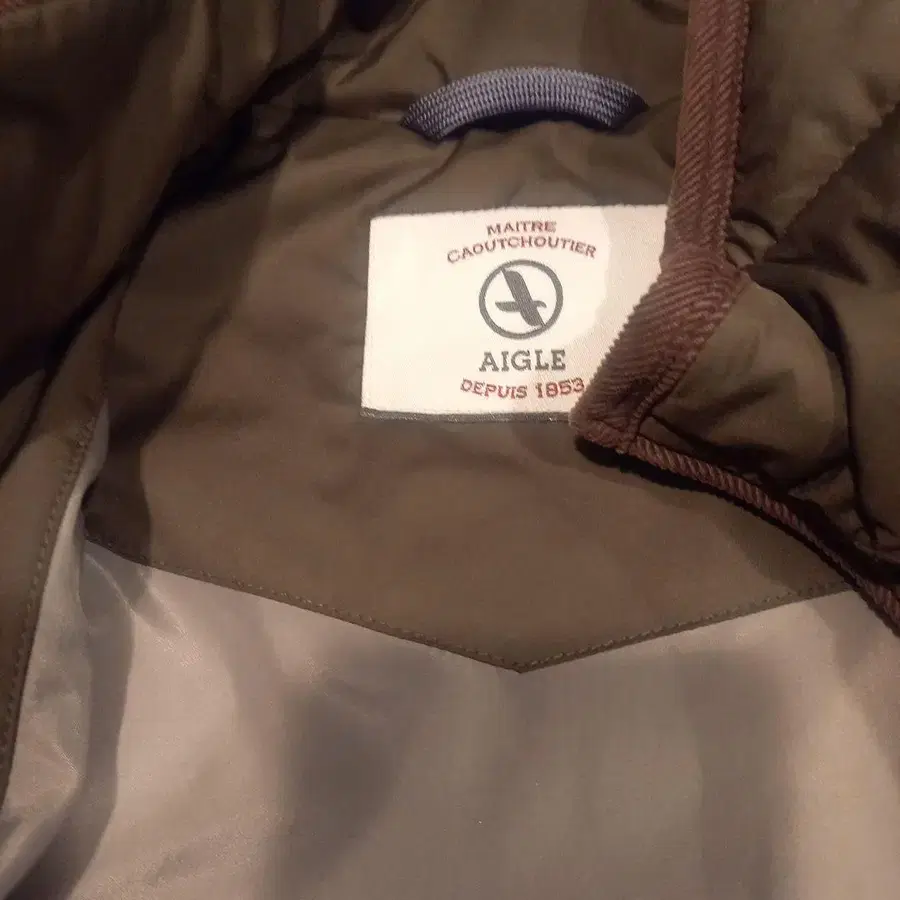 MAITRE
CAOUTCHOUTIER
AIGLE
DEPUIS 1853